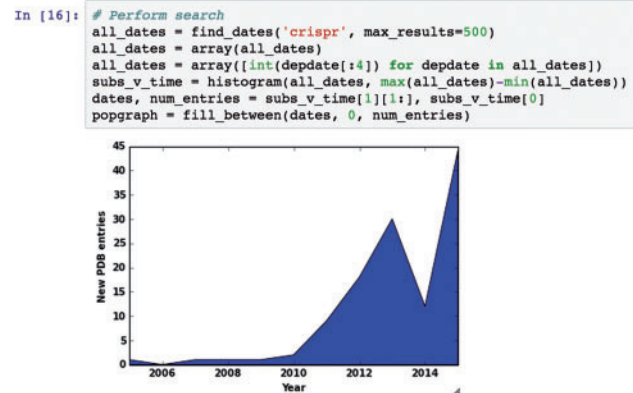 In [16]: # Perform search
all_dates = find_dates('crispr', max_results=500)
all_dates = array(all_dates)
all_dates = array([int(depdate[:4]) for depdate in all_dates])
subs_v_time = histogram(all_dates, max(all_dates)-min(all_dates))
dates, num_entries = subs_v_time[1][1:], subs_v_time[0]
popgraph = fill_between(dates, 0, num_entries)
45
40
35
30
25
20
15
10
5
0
New PDB entries
2006 2008 2010 2012 2014
Year